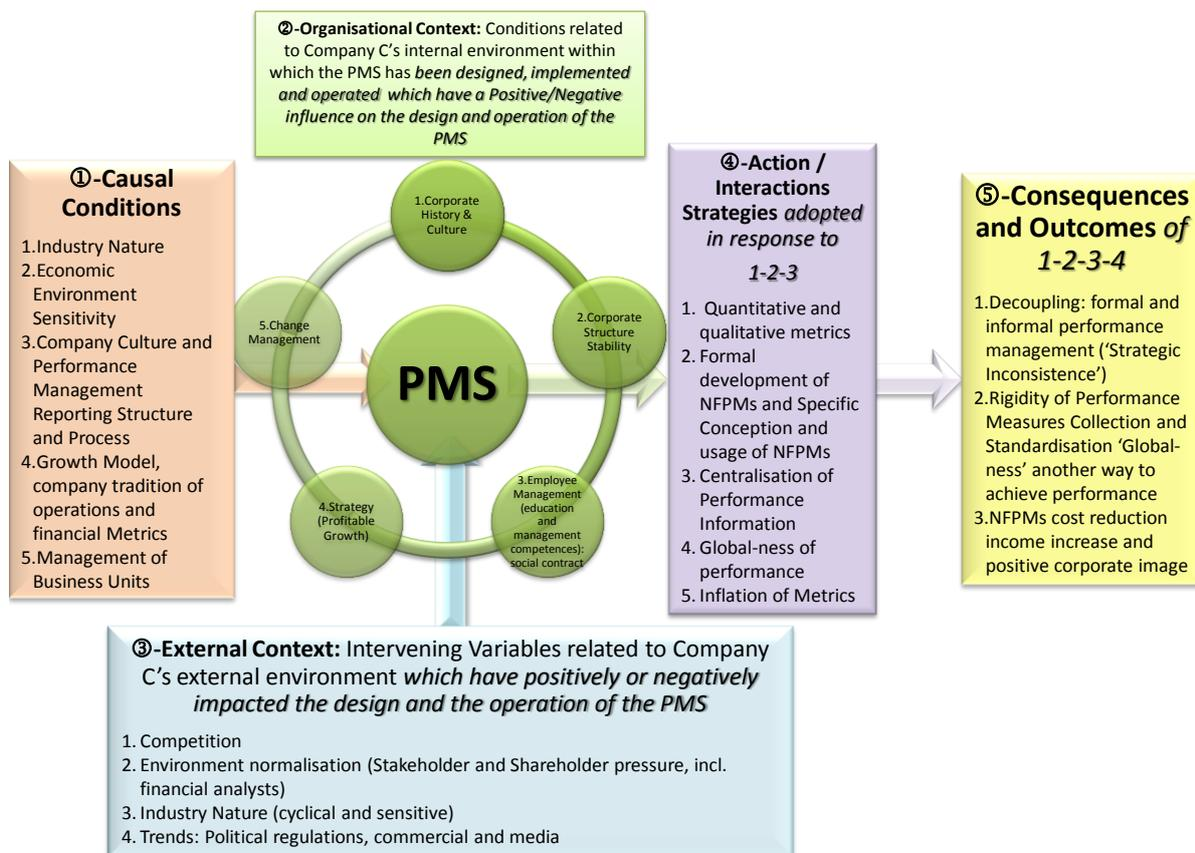 ②-Organisational Context: Conditions related
to Company C's internal environment within
which the PMS has been designed, implemented
and operated which have a Positive/Negative
influence on the design and operation of the
PMS
①-Causal
Conditions
1.Industry Nature
2.Economic
Environment
Sensitivity
3.Company Culture and
Performance
Management
Reporting Structure
and Process
4.Growth Model,
company tradition of
operations and
financial Metrics
5.Management of
Business Units
1.Corporate
History &
Culture
2.Corporate
Structure
Stability
3.Employee
Management
(education
and
management
competences):
social contract
4.Strategy
(Profitable
Growth)
5.Change
Management
PMS
④-Action /
Interactions
Strategies adopted
in response to
1-2-3
1. Quantitative and
qualitative metrics
2. Formal
development of
NFPMs and Specific
Conception and
usage of NFPMs
3. Centralisation of
Performance
Information
4. Global-ness of
performance
5. Inflation of Metrics
⑤-Consequences
and Outcomes of
1-2-3-4
1.Decoupling: formal and
informal performance
management ('Strategic
Inconsistence')
2.Rigidity of Performance
Measures Collection and
Standardisation 'Global-
ness' another way to
achieve performance
3.NFPMs cost reduction
income increase and
positive corporate image
③-External Context: Intervening Variables related to Company
C's external environment which have positively or negatively
impacted the design and the operation of the PMS
1. Competition
2. Environment normalisation (Stakeholder and Shareholder pressure, incl.
financial analysts)
3. Industry Nature (cyclical and sensitive)
4. Trends: Political regulations, commercial and media